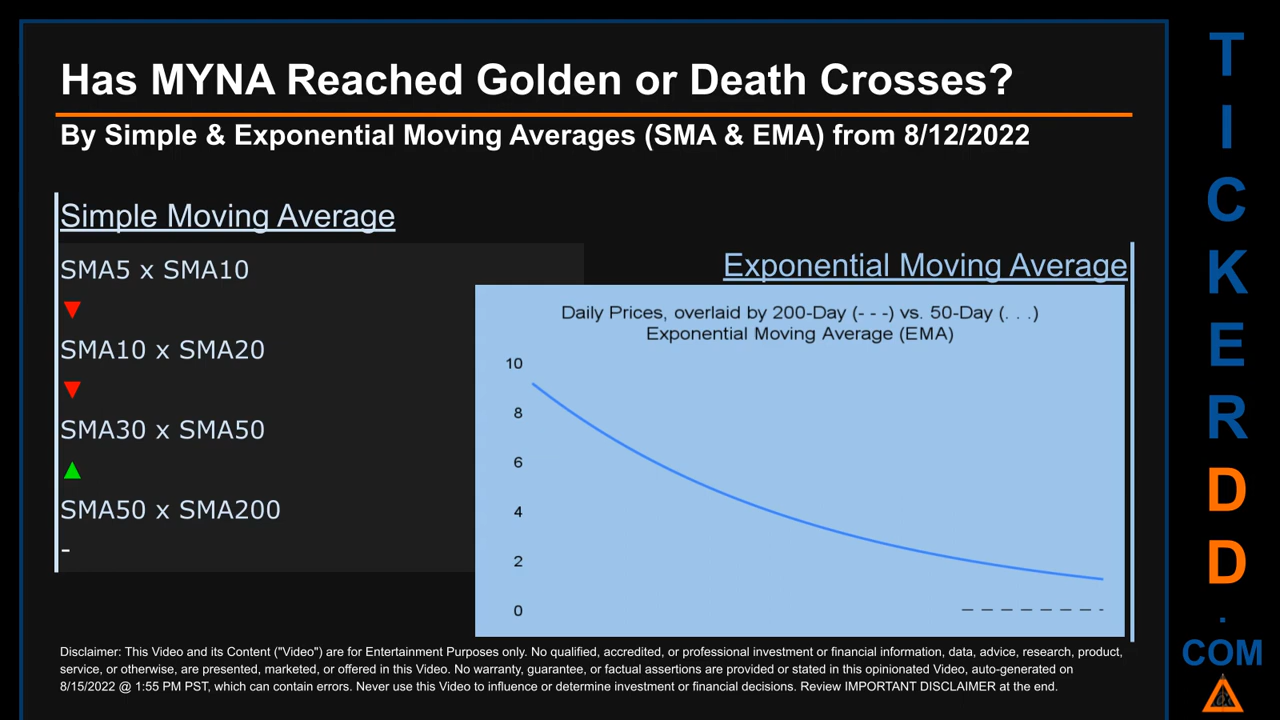 Has MYNA Reached Golden or Death Crosses?
By Simple & Exponential Moving Averages (SMA & EMA) from 8/12/2022
Simple Moving Average
SMA5 x SMA10
▼
SMA10 x SMA20
▼
SMA30 x SMA50
▲
SMA50 x SMA200
-
Exponential Moving Average
Daily Prices, overlaid by 200-Day (- - -) vs. 50-Day (. . .)
Exponential Moving Average (EMA)
10
8
6
4
2
0
Disclaimer: This Video and its Content ("Video") are for Entertainment Purposes only. No qualified, accredited, or professional investment or financial information, data, advice, research, product,
service, or otherwise, are presented, marketed, or offered in this Video. No warranty, guarantee, or factual assertions are provided or stated in this opinionated Video, auto-generated on
8/15/2022 @ 1:55 PM PST, which can contain errors. Never use this Video to influence or determine investment or financial decisions. Review IMPORTANT DISCLAIMER at the end.
T
I
C
K
E
R
D
D
.
COM